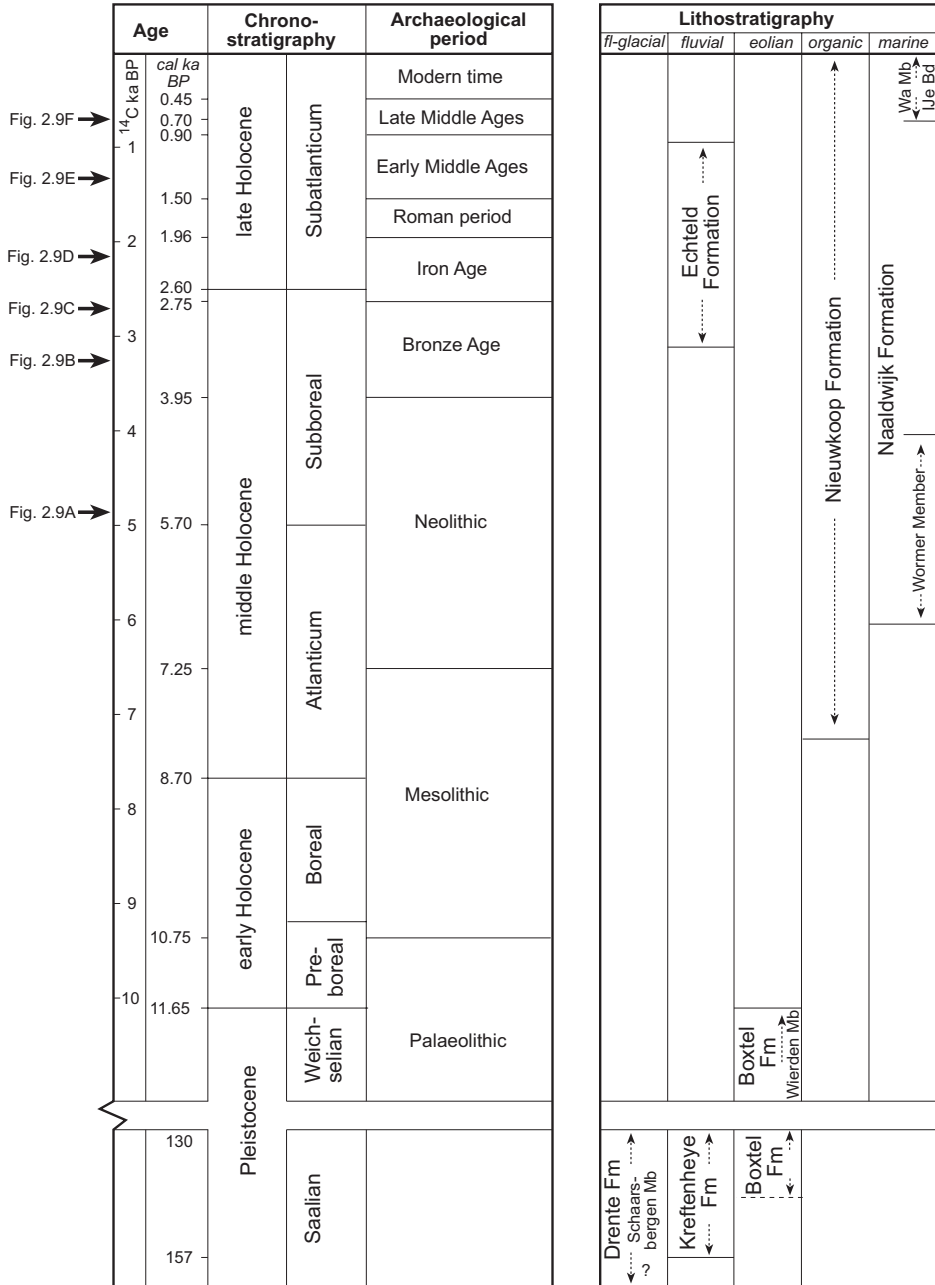 Age
Chrono-
stratigraphy
Archaeological
period
Lithostratigraphy
fl-glacial
fluvial
eolian
organic
marine
14C ka BP
cal ka
BP
0.45
0.70
0.90
1.50
1.96
2.60
2.75
3.95
5.70
7.25
8.70
10.75
11.65
130
157
1
2
3
4
5
6
7
8
9
10
Fig. 2.9F
Fig. 2.9E
Fig. 2.9D
Fig. 2.9C
Fig. 2.9B
Fig. 2.9A
late Holocene
middle Holocene
early Holocene
Pleistocene
Subatlanticum
Subboreal
Atlanticum
Boreal
Pre-
boreal
Weich-
selian
Saalian
Modern time
Late Middle Ages
Early Middle Ages
Roman period
Iron Age
Bronze Age
Neolithic
Mesolithic
Palaeolithic
Drente Fm
Schaars-
bergen Mb
?
Echteld
Formation
Kreftenheye
Fm
Boxtel
Fm
Wierden Mb
Boxtel
Fm
Nieuwkoop Formation
Naaldwijk Formation
Wa Mb
IJe Bd
Wormer Member